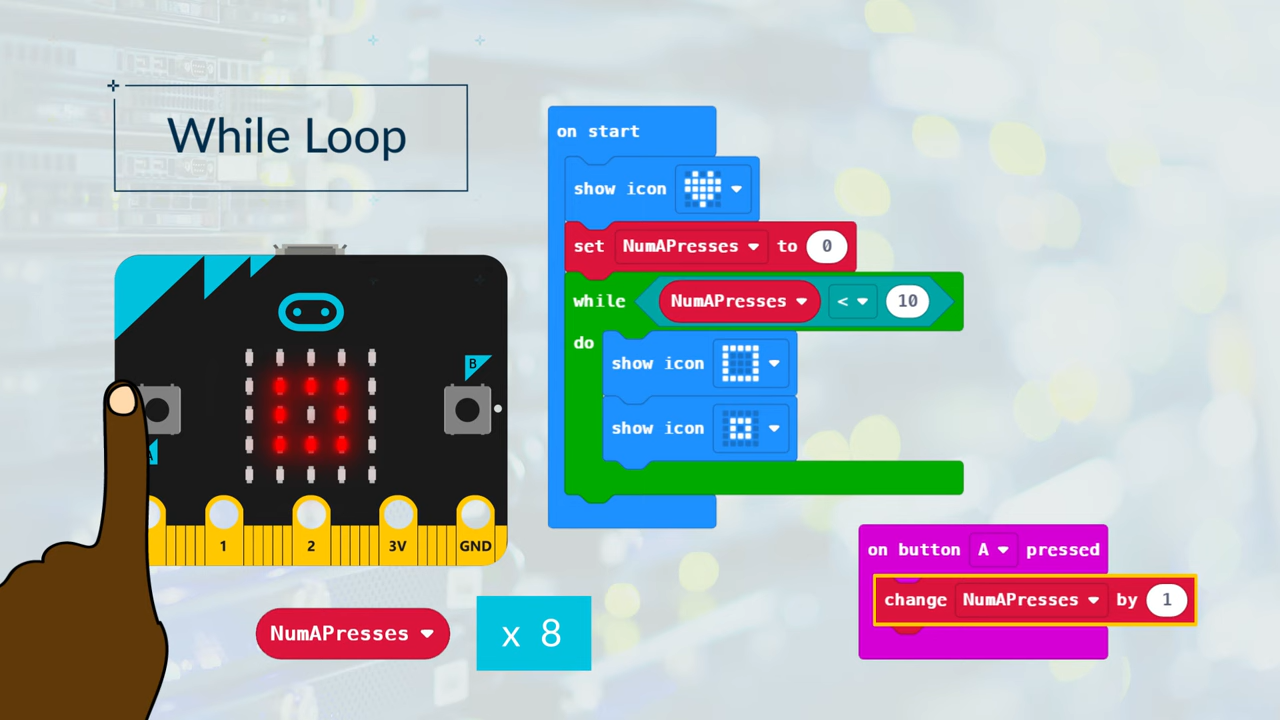 While Loop
on start
show icon
set NumAPresses to 0
while NumAPresses < 10
do
show icon
show icon
B
A
1
2
3V
GND
on button A pressed
change NumAPresses by 1
NumAPresses
x 8